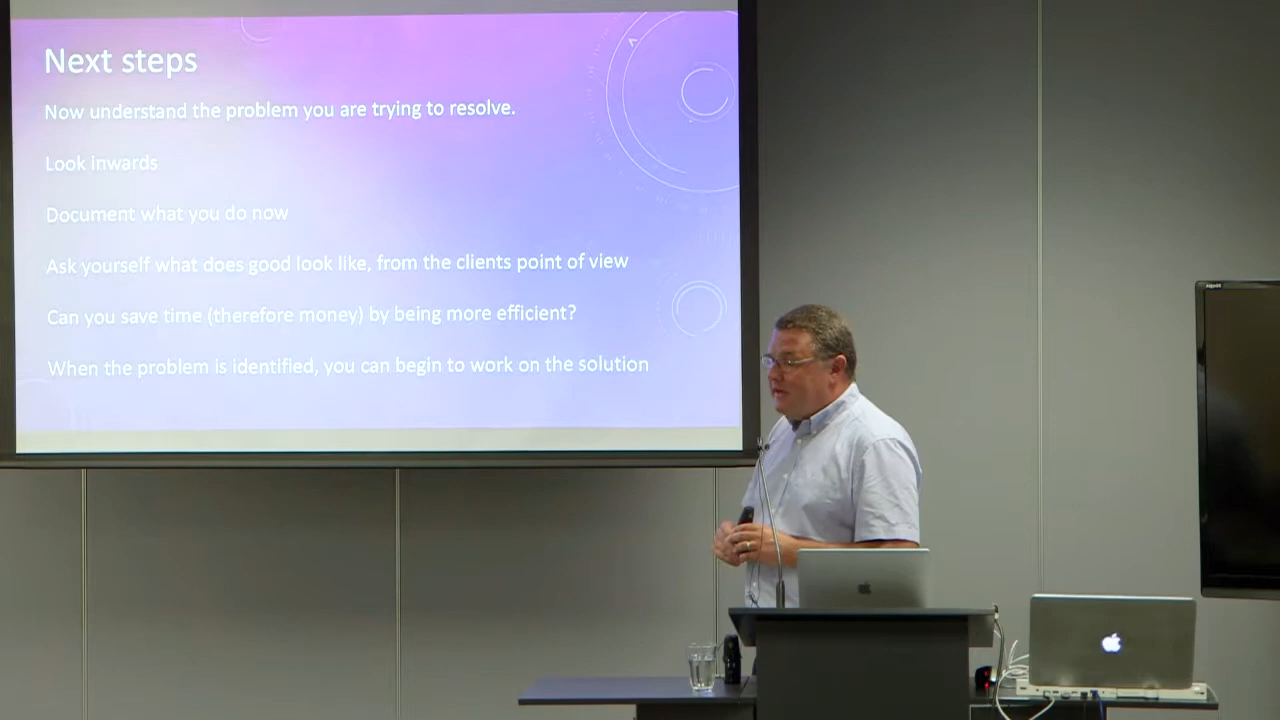 Next steps
Now understand the problem you are trying to resolve.
Look inwards
Document what you do now
Ask yourself what does good look like, from the clients point of view
Can you save time (therefore money) by being more efficient?
When the problem is identified, you can begin to work on the solution